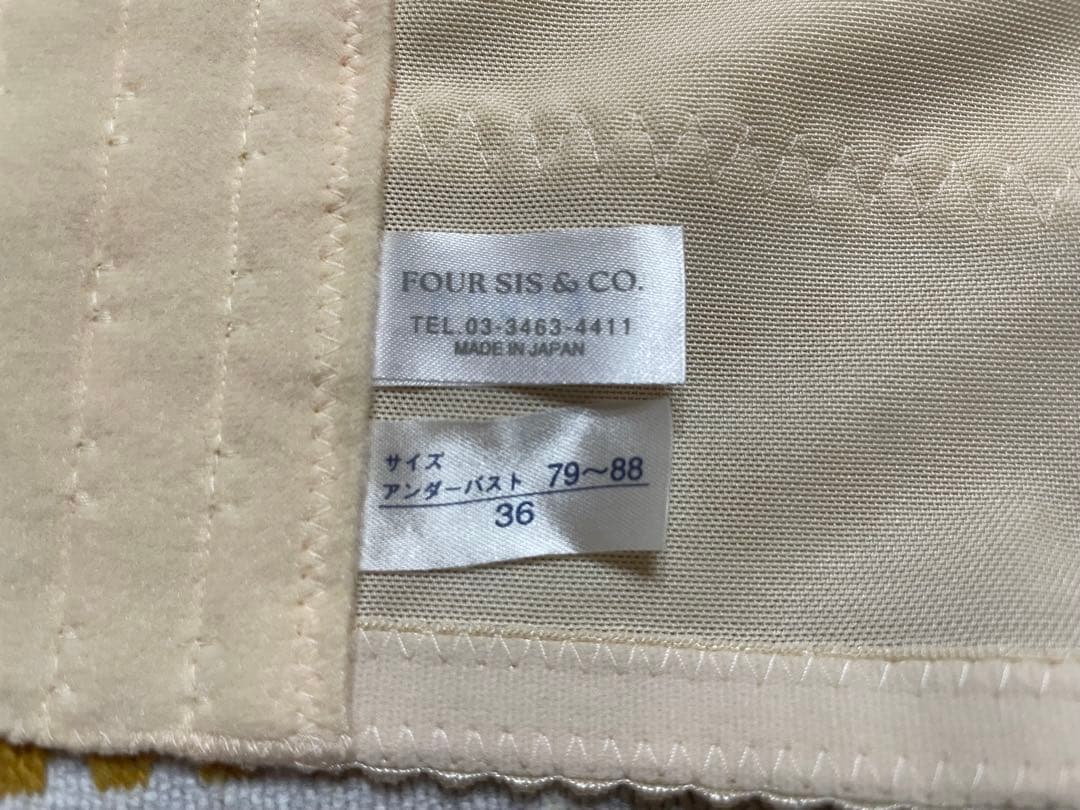 FOUR SIS & CO.
TEL.03-3463-4411
MADE IN JAPAN
サイズ
アンダーバスト 79～88
36